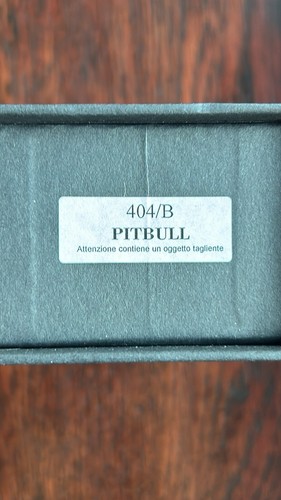 404/B
PITBULL
Attenzione contiene un oggetto tagliente